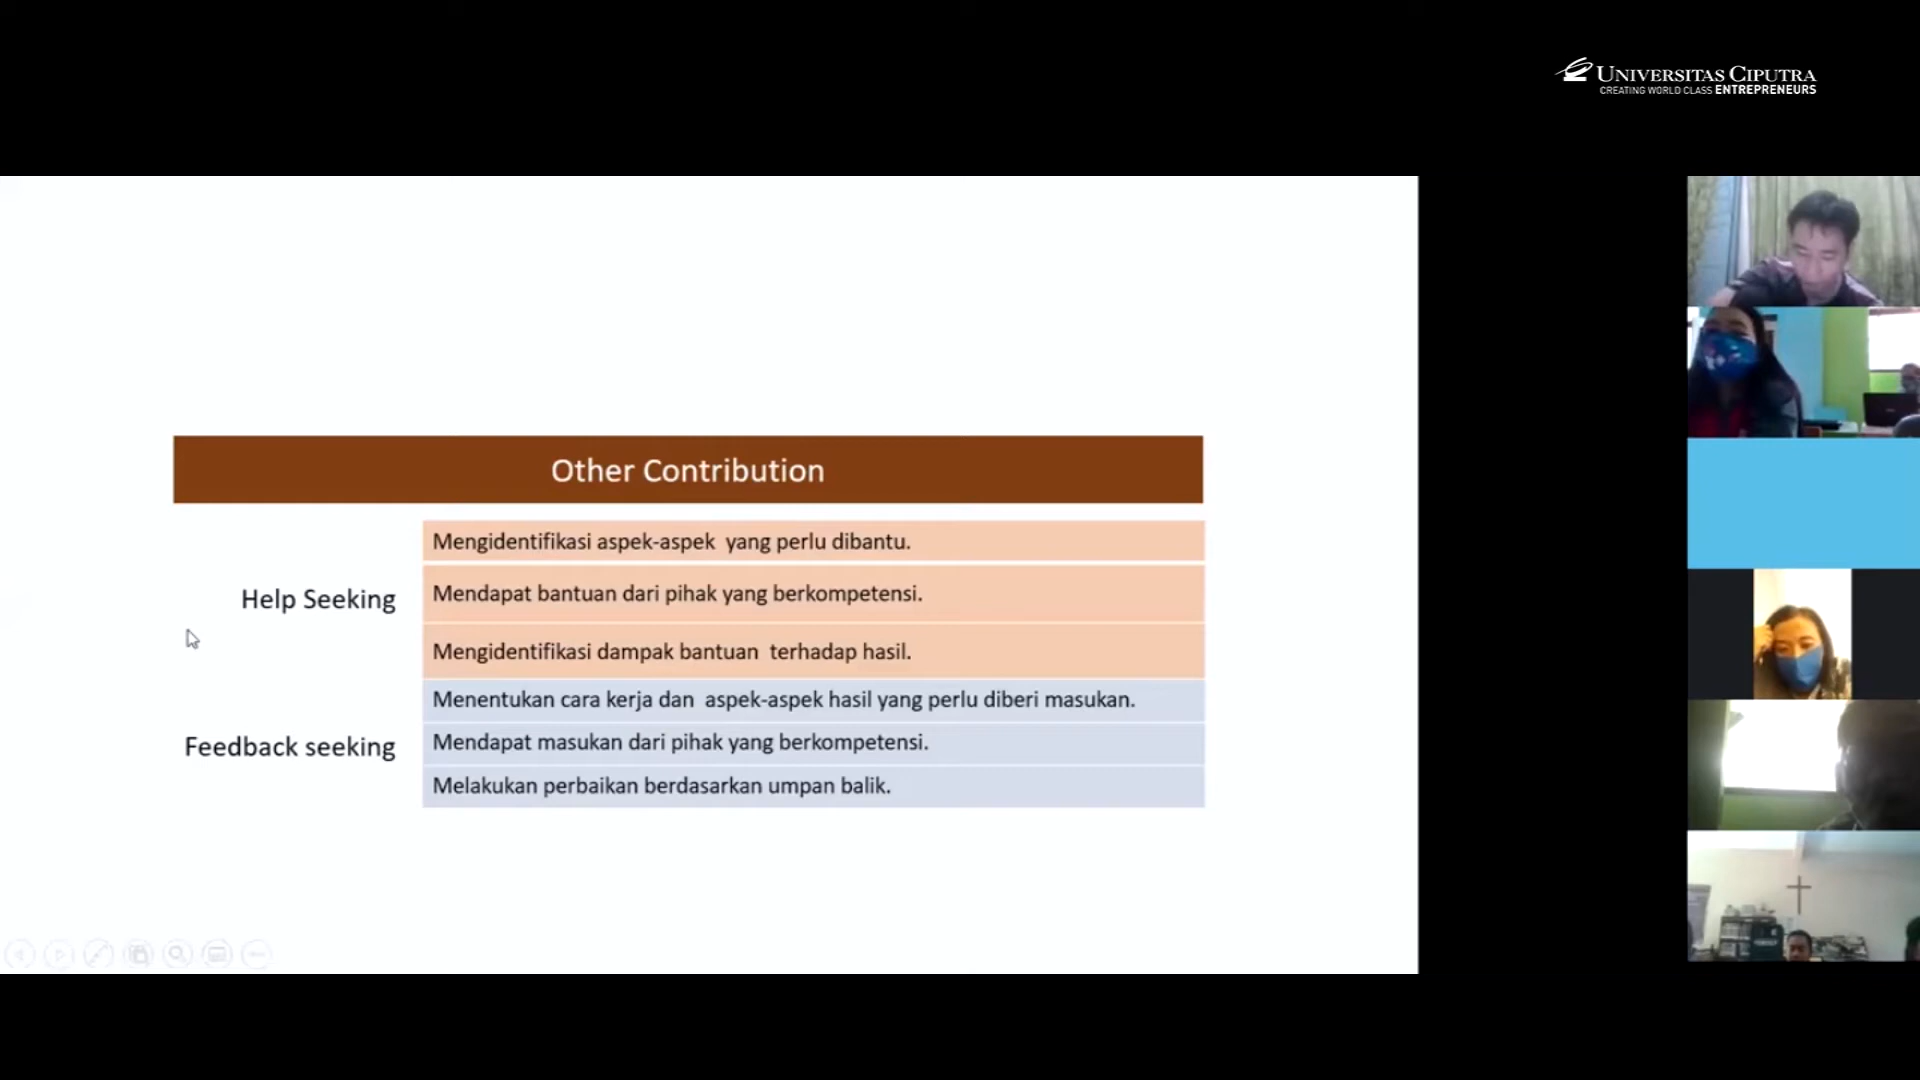 UNIVERSITAS CIPUTRA
CREATING WORLD CLASS ENTREPRENEURS
Other Contribution
Help Seeking
Mengidentifikasi aspek-aspek yang perlu dibantu.
Mendapat bantuan dari pihak yang berkompetensi.
Mengidentifikasi dampak bantuan terhadap hasil.
Feedback seeking
Menentukan cara kerja dan aspek-aspek hasil yang perlu diberi masukan.
Mendapat masukan dari pihak yang berkompetensi.
Melakukan perbaikan berdasarkan umpan balik.